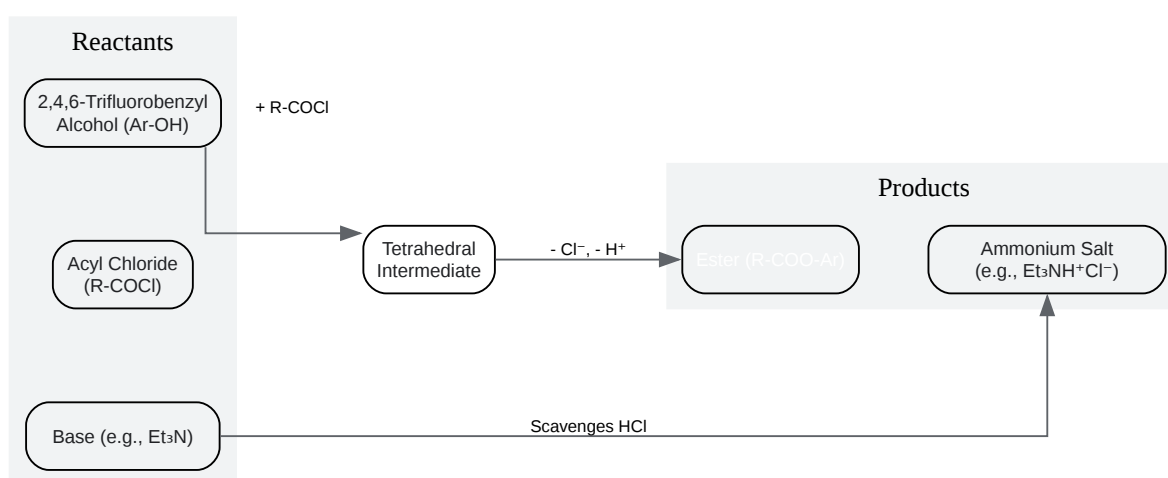 Reactants
2,4,6-Trifluorobenzyl
Alcohol (Ar-OH)
+ R-COCl
Products
Tetrahedral
Intermediate
- Cl⁻, - H⁺
Ester (R-COO-Ar)
Ammonium Salt
(e.g., Et₃NH⁺Cl⁻)
Acyl Chloride
(R-COCl)
Base (e.g., Et₃N)
Scavenges HCl